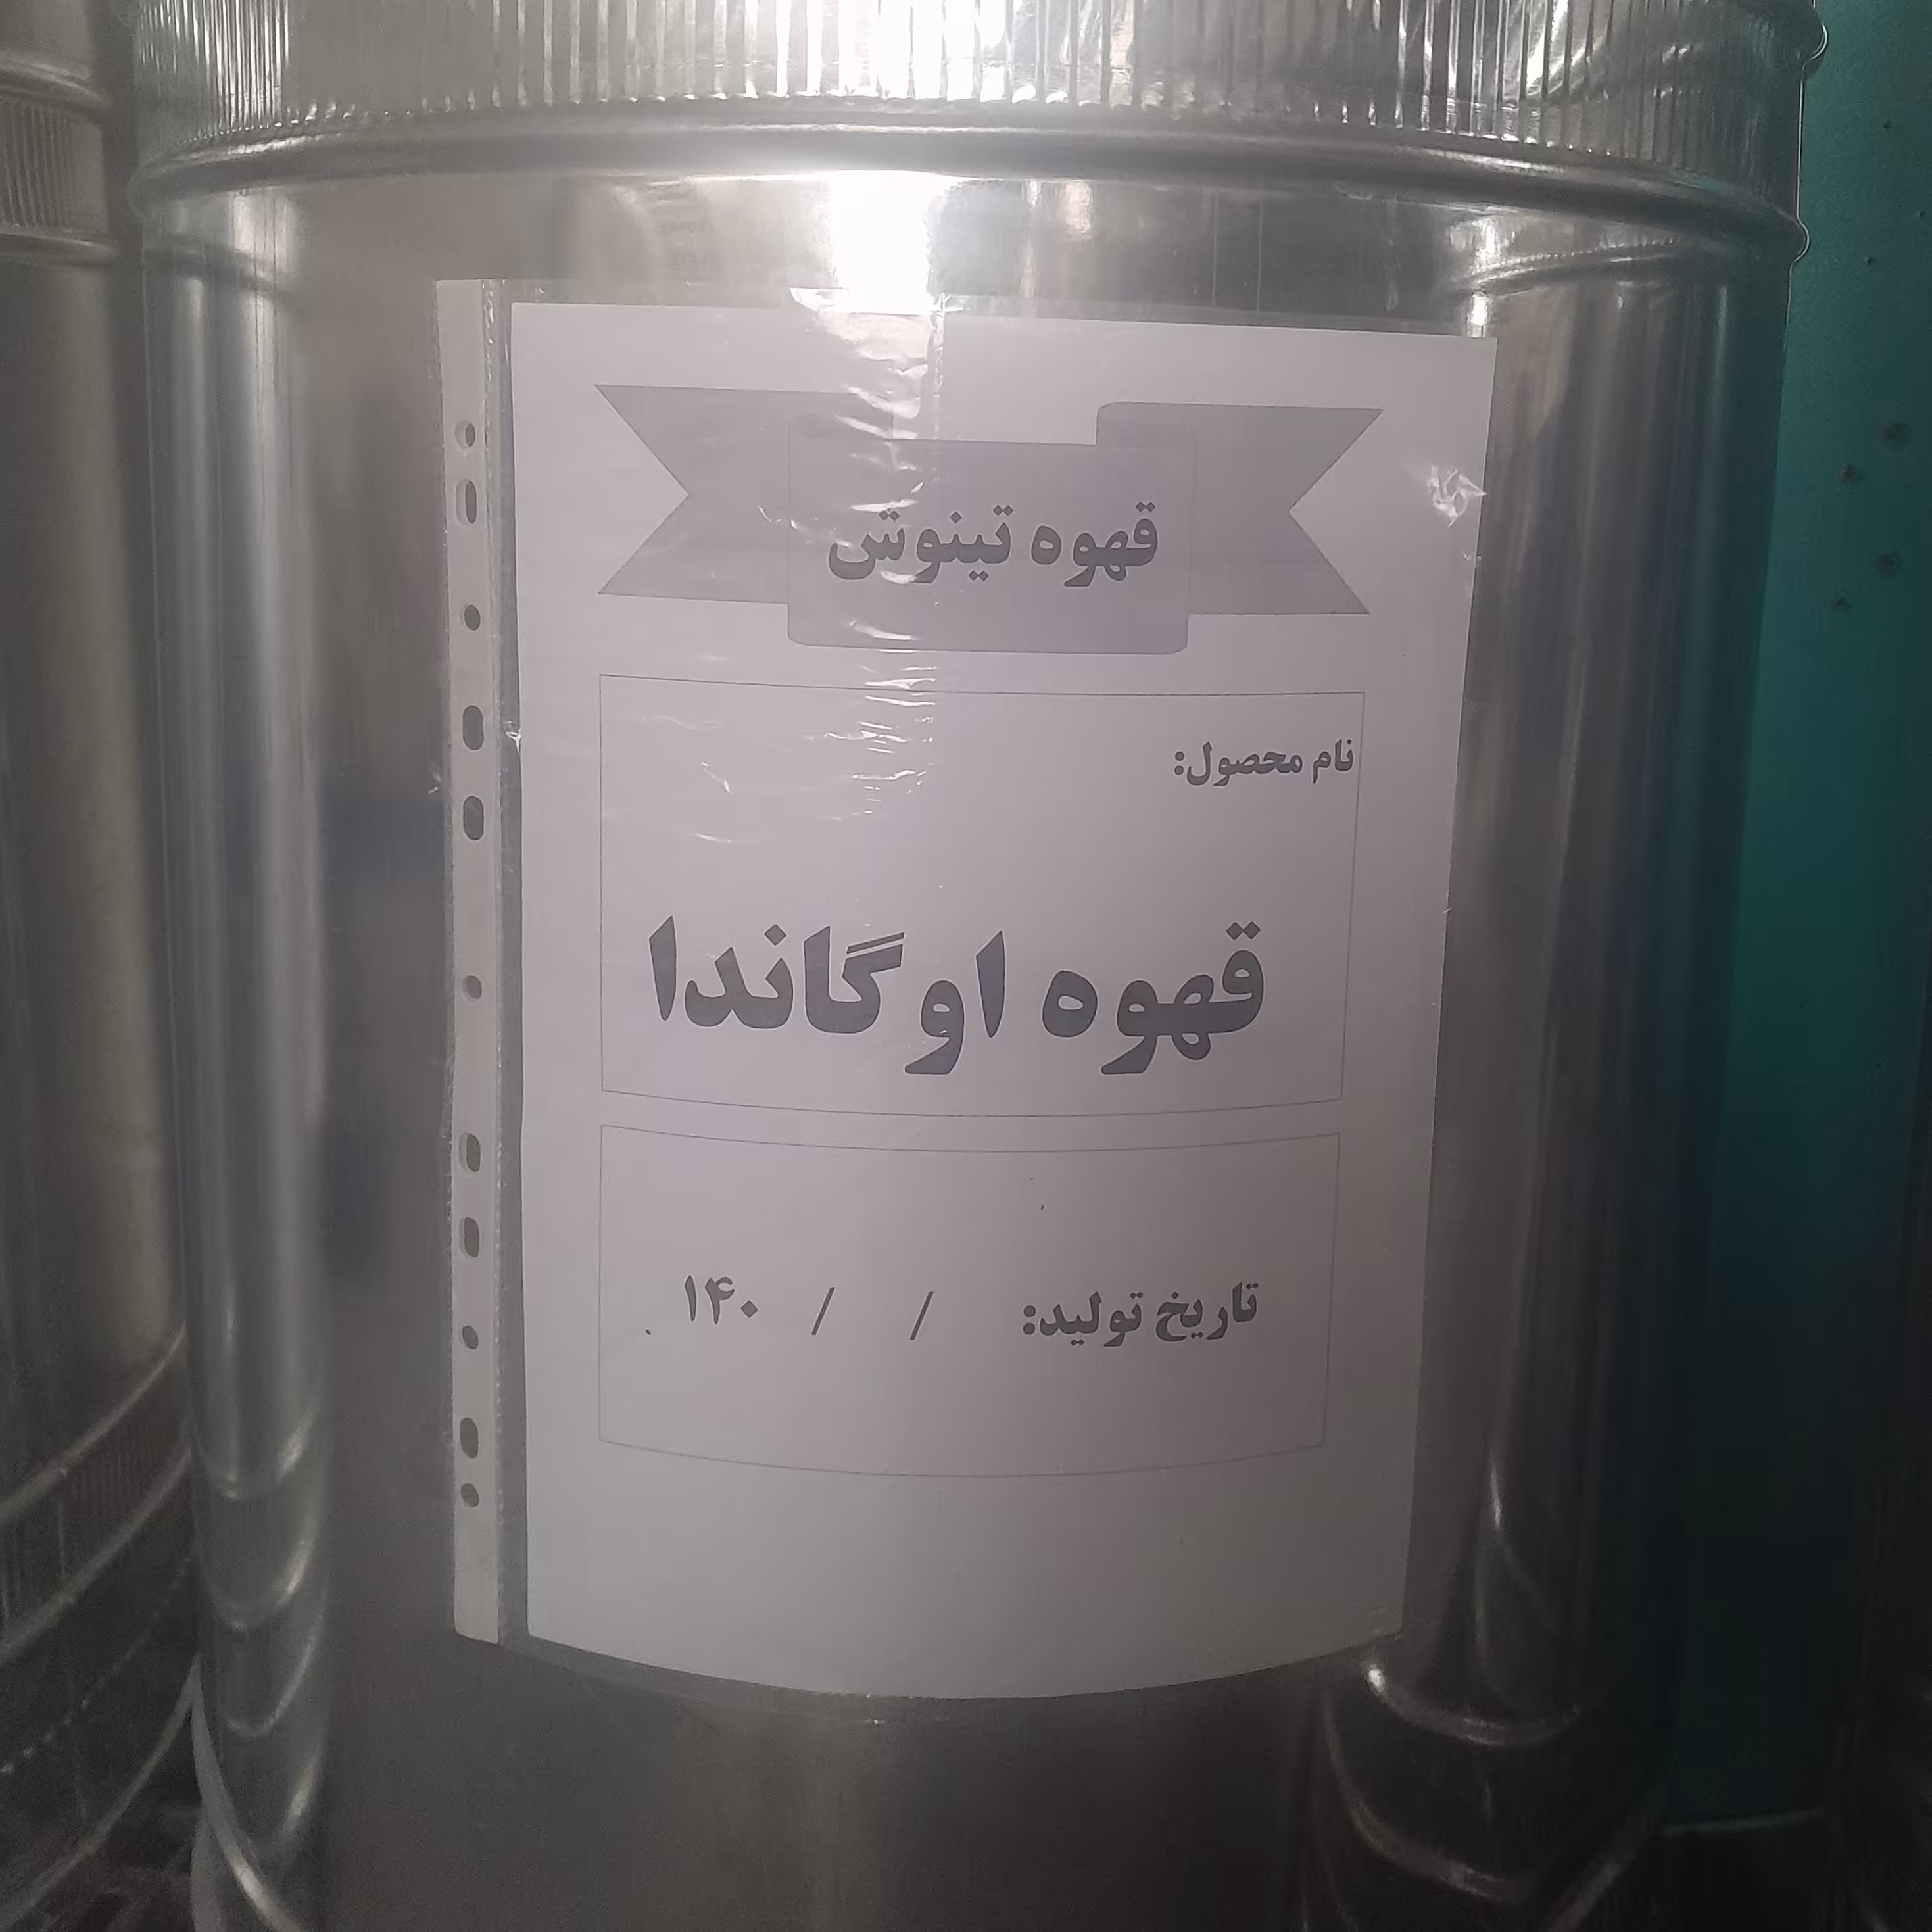 قهوه تینوش
نام محصول:
قهوه اوگاندا
تاریخ تولید: / / ۱۴۰